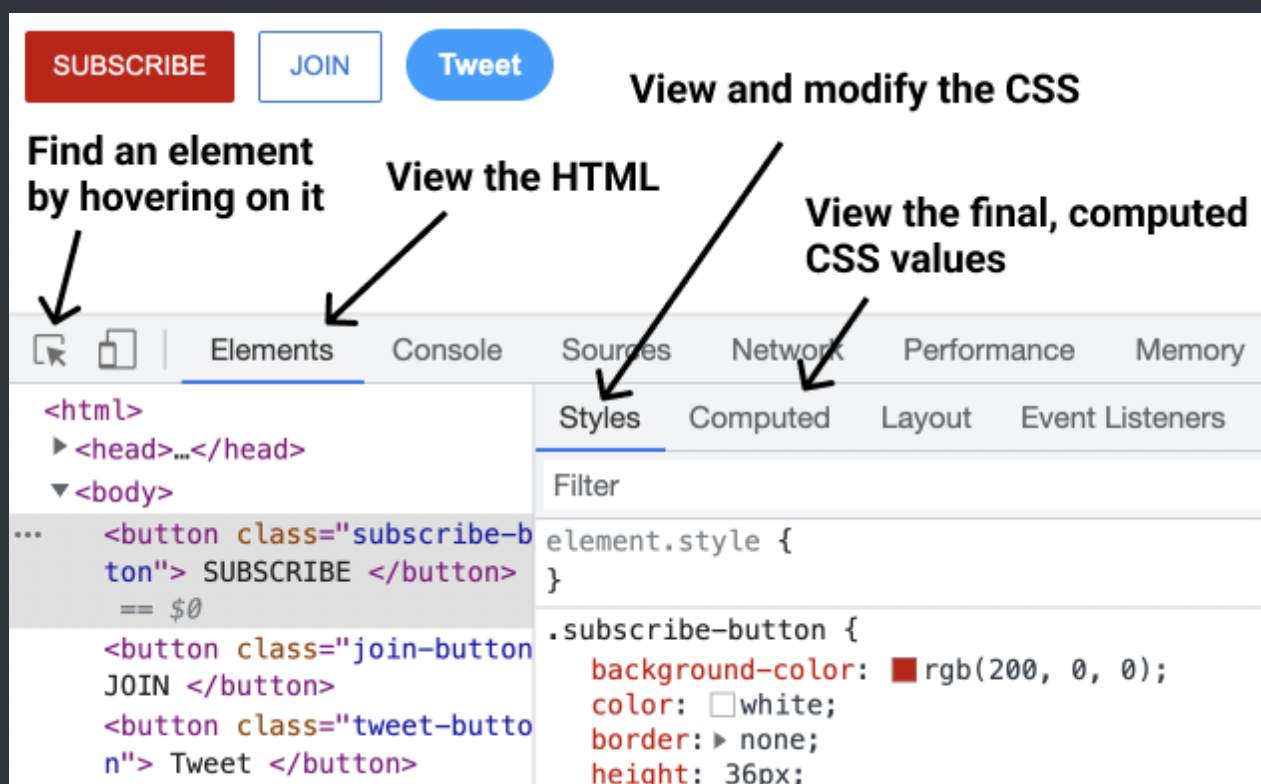 SUBSCRIBE JOIN Tweet
View and modify the CSS
Find an element
by hovering on it
View the HTML
View the final, computed
CSS values
Elements Console Sources Network Performance Memory
<html>
<head>…</head>
<body>
<button class="subscribe-b
ton"> SUBSCRIBE </button>
== $0
<button class="join-button
JOIN </button>
<button class="tweet-butto
n"> Tweet </button>
Styles Computed Layout Event Listeners
Filter
element.style {
}
.subscribe-button {
background-color: rgb(200, 0, 0);
color: white;
border: none;
height: 36px;